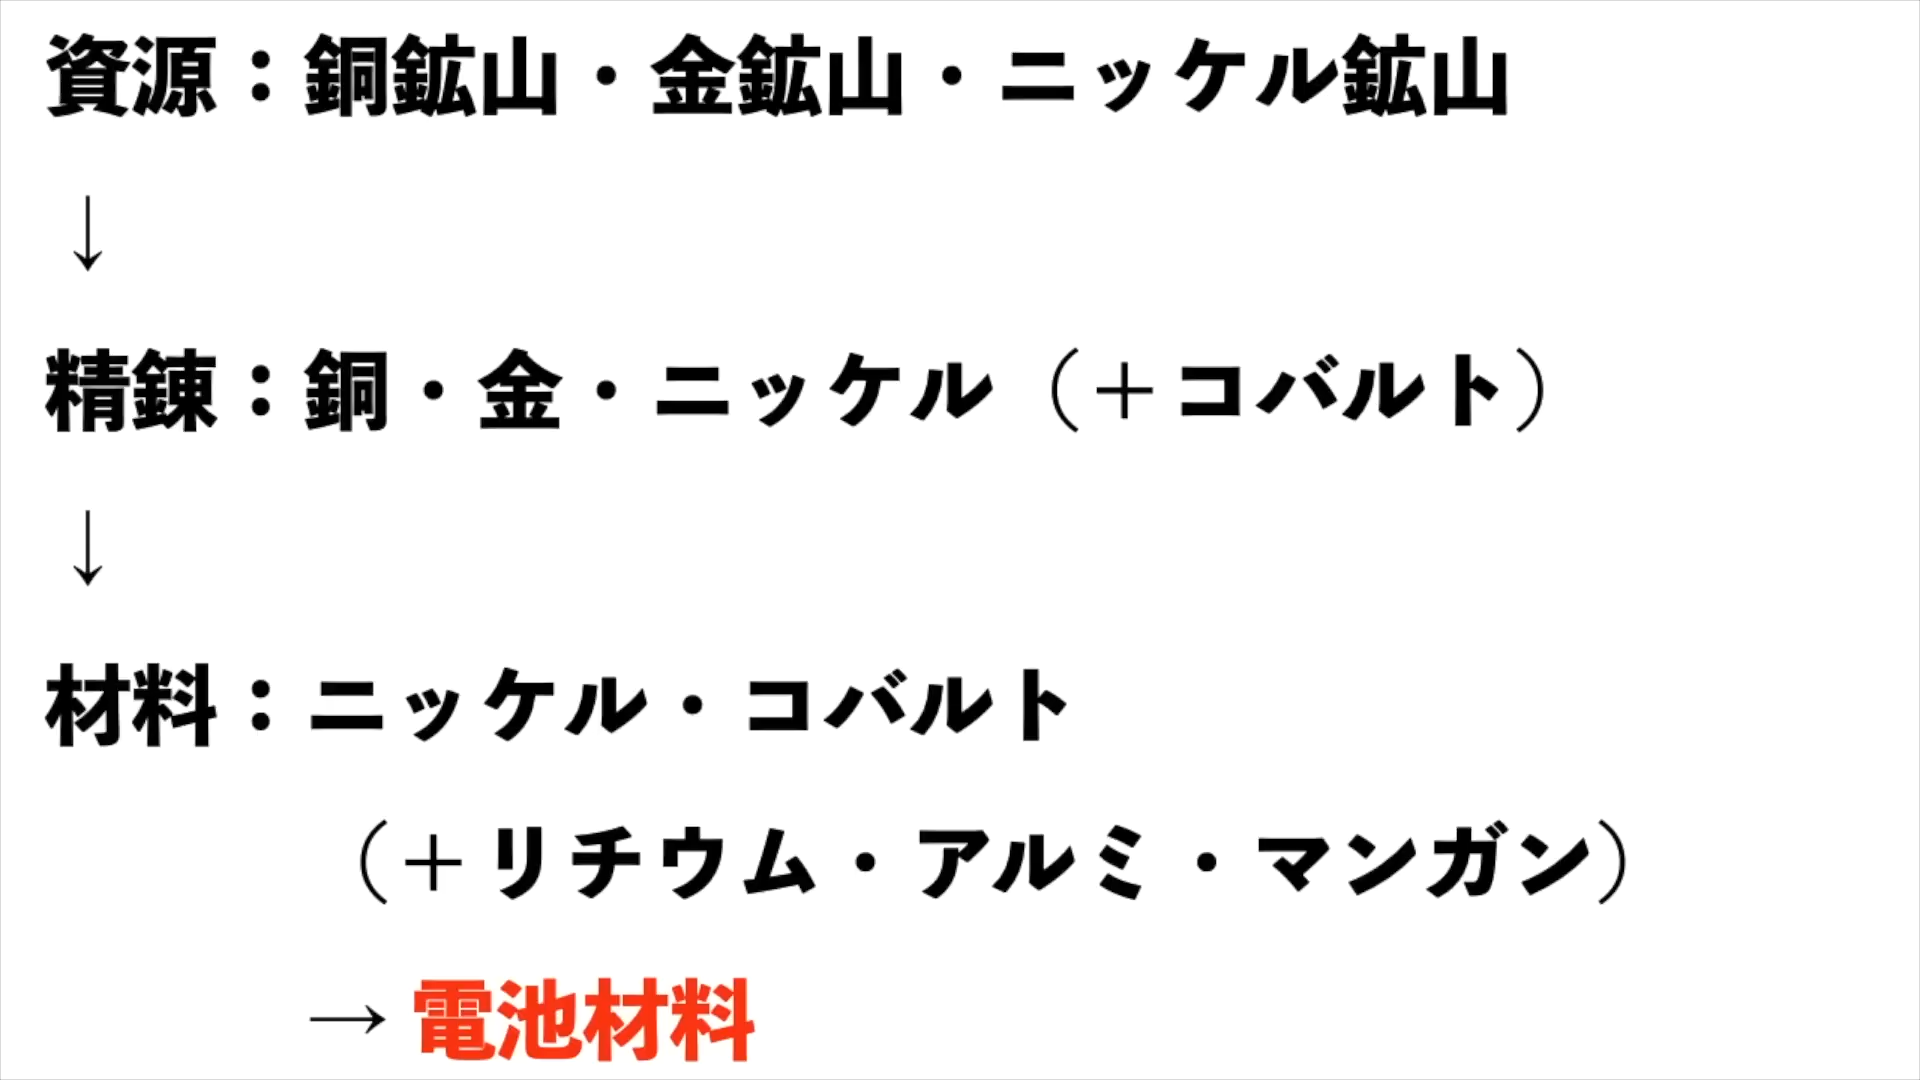 資源：銅鉱山・金鉱山・ニッケル鉱山
↓
精錬：銅・金・ニッケル（＋コバルト）
↓
材料：ニッケル・コバルト
（＋リチウム・アルミ・マンガン）
→ 電池材料